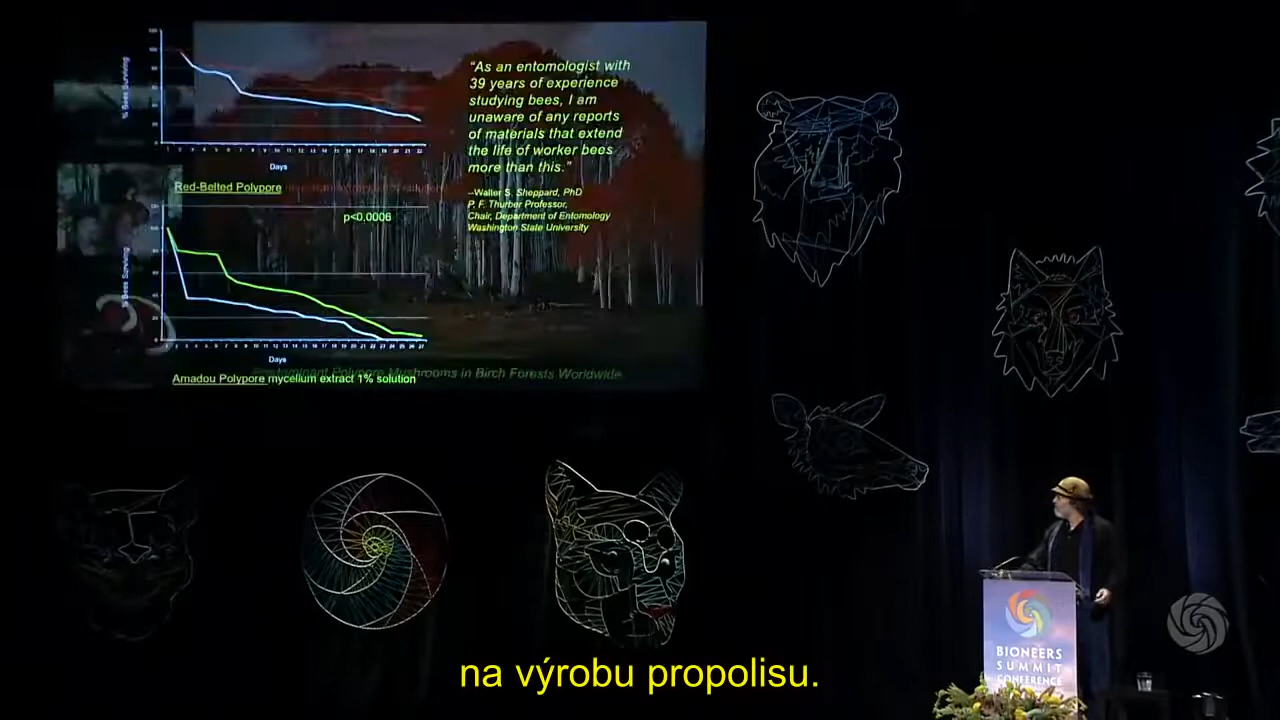 % Bees Surviving
Days
Red-Belted Polypore
"As an entomologist with
39 years of experience
studying bees, I am
unaware of any reports
of materials that extend
the life of worker bees
more than this."
--Walter S. Sheppard, PhD
P. F. Thurber Professor,
Chair, Department of Entomology
Washington State University
p<0.0006
% Bees Surviving
Days
Predominant Polypore Mushrooms in Birch Forests Worldwide
Amadou Polypore mycelium extract 1% solution
BIONEERS
SUMMIT
CONFERENCE
na výrobu propolisu.